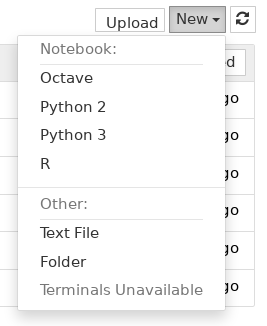 Upload New
Notebook:
Octave
Python 2
Python 3
R
Other:
Text File
Folder
Terminals Unavailable
ed
go
go
go
go
go
go